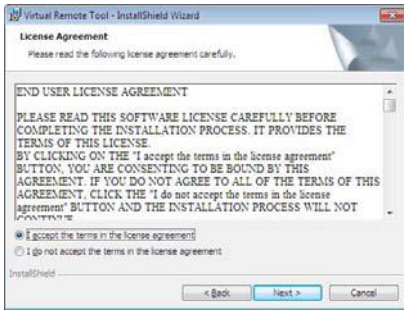 Virtual Remote Tool - InstallShield Wizard
License Agreement
Please read the following license agreement carefully.
END USER LICENSE AGREEMENT
PLEASE READ THIS SOFTWARE LICENSE CAREFULLY BEFORE
COMPLETING THE INSTALLATION PROCESS. IT PROVIDES THE
TERMS OF THIS LICENSE.
BY CLICKING ON THE "I accept the terms in the license agreement"
BUTTON, YOU ARE CONSENTING TO BE BOUND BY THIS
AGREEMENT. IF YOU DO NOT AGREE TO ALL OF THE TERMS OF THIS
AGREEMENT, CLICK THE "I do not accept the terms in the license
agreement" BUTTON AND THE INSTALLATION PROCESS WILL NOT
CONTINUE
I accept the terms in the license agreement
I do not accept the terms in the license agreement
InstallShield
< Back
Next >
Cancel